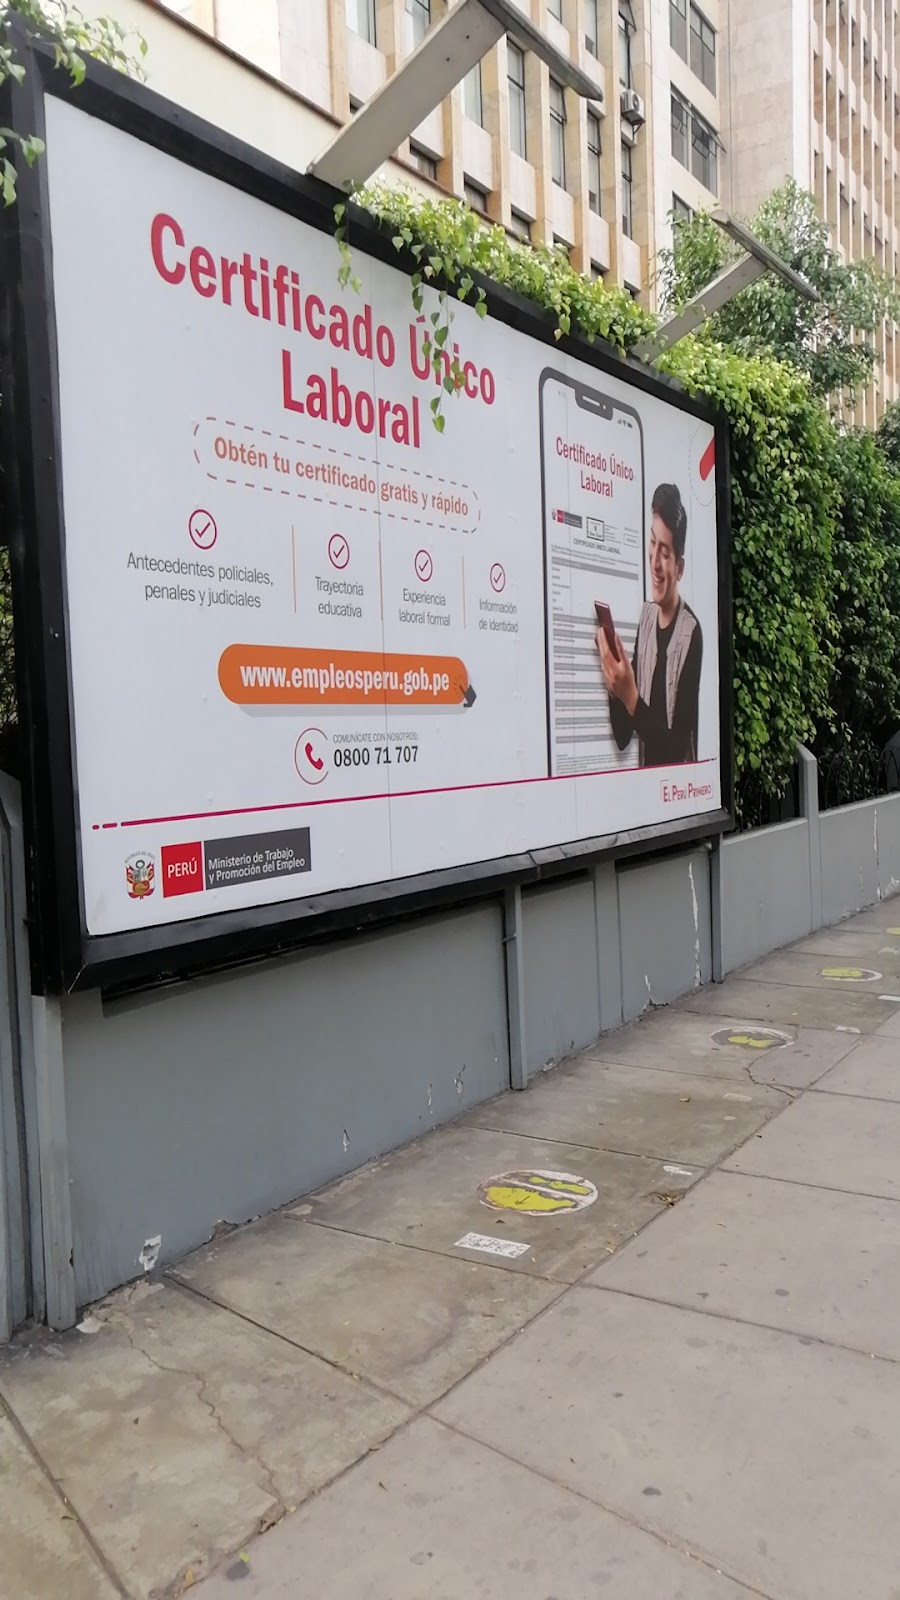 Certificado Único
Laboral
Obtén tu certificado gratis y rápido
Antecedentes policiales,
penales y judiciales
Trayectoria
educativa
Experiencia
laboral formal
Información
de identidad
www.empleosperu.gob.pe
COMUNÍCATE CON NOSOTROS:
0800 71 707
Certificado Único
Laboral
CERTIFICADO ÚNICO LABORAL
EL PERÚ PRIMERO
PERÚ
Ministerio de Trabajo
y Promoción del Empleo